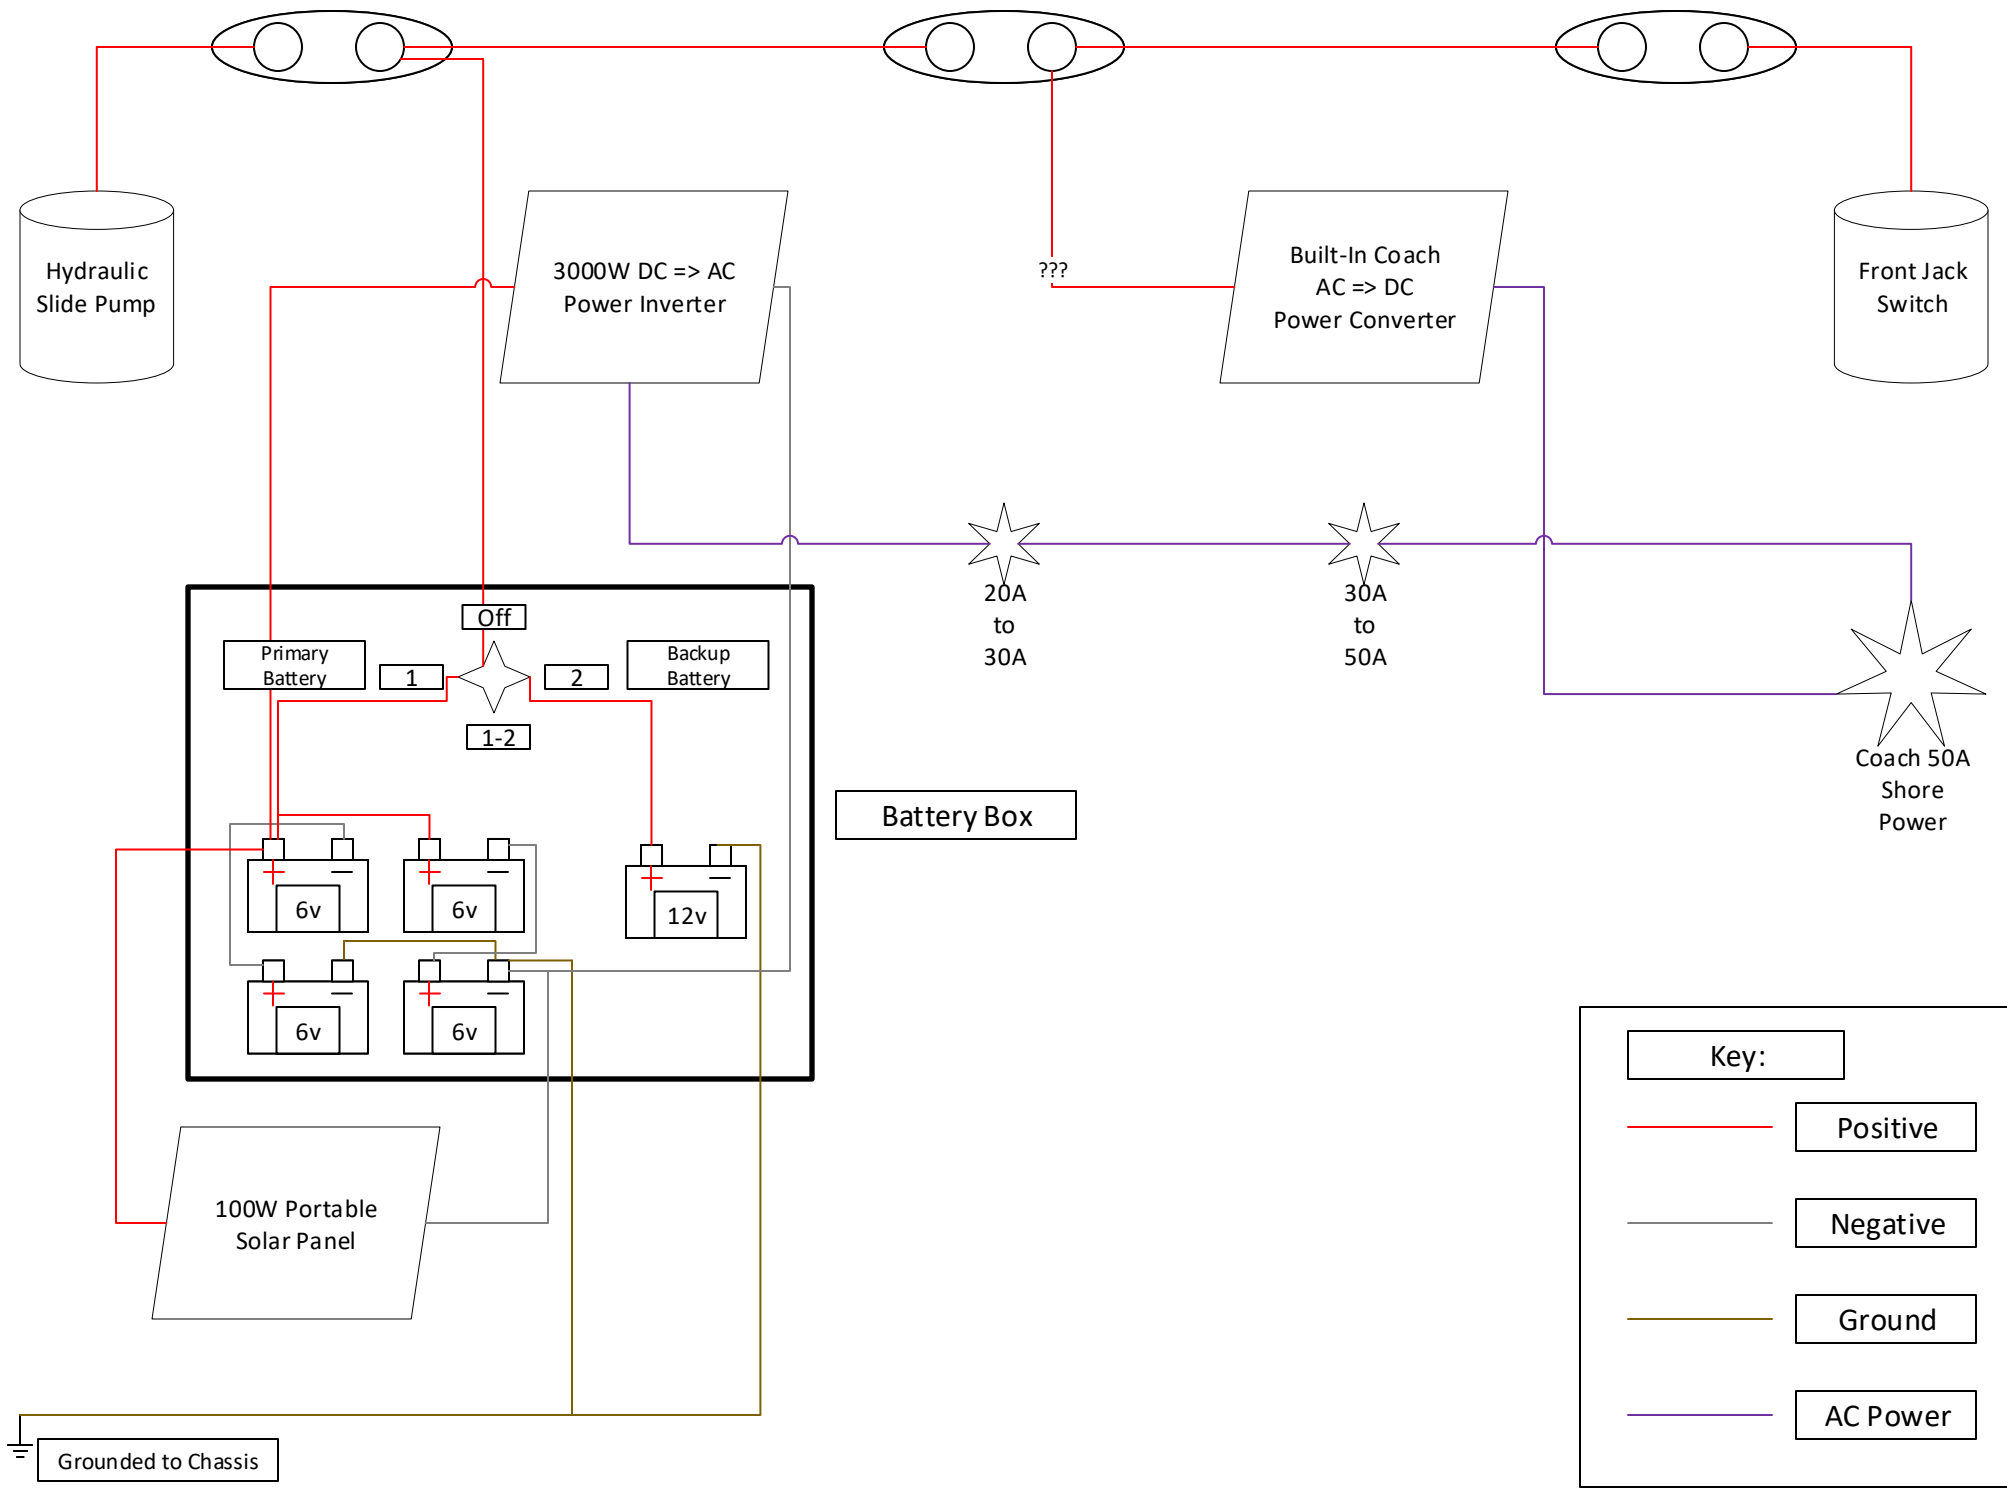 Hydraulic
Slide Pump
3000W DC => AC
Power Inverter
???
Built-In Coach
AC => DC
Power Converter
Front Jack
Switch
20A
to
30A
30A
to
50A
Off
Primary
Battery
1
2
Backup
Battery
1-2
Coach 50A
Shore
Power
Battery Box
6v
6v
12v
6v
6v
Key:
Positive
Negative
Ground
AC Power
100W Portable
Solar Panel
Grounded to Chassis